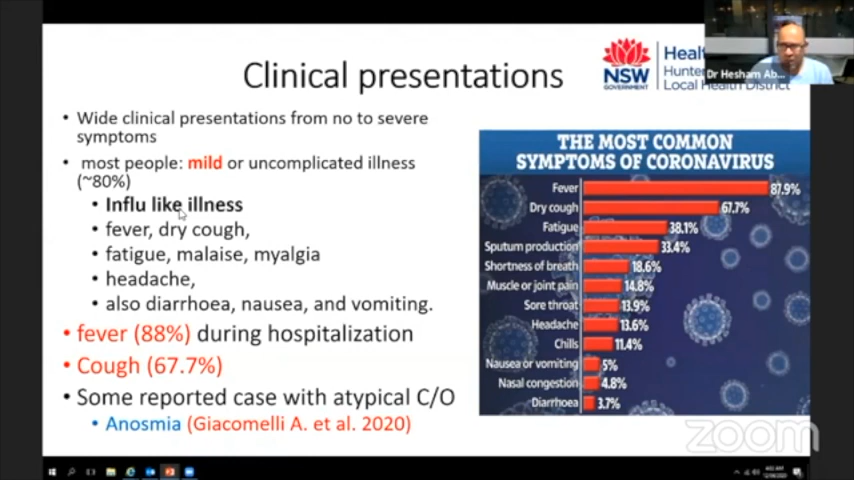 Clinical presentations
NSW
GOVERNMENT
Healt
Hunter
Local Health District
Dr Hesham Ab...
• Wide clinical presentations from no to severe
symptoms
• most people: mild or uncomplicated illness
(~80%)
• Influ like illness
• fever, dry cough,
• fatigue, malaise, myalgia
• headache,
• also diarrhoea, nausea, and vomiting.
• fever (88%) during hospitalization
• Cough (67.7%)
• Some reported case with atypical C/O
• Anosmia (Giacomelli A. et al. 2020)
THE MOST COMMON
SYMPTOMS OF CORONAVIRUS
Fever 87.9%
Dry cough 67.7%
Fatigue 38.1%
Sputum production 33.4%
Shortness of breath 18.6%
Muscle or joint pain 14.8%
Sore throat 13.9%
Headache 13.6%
Chills 11.4%
Nausea or vomiting 5%
Nasal congestion 4.8%
Diarrhoea 3.7%
zoom